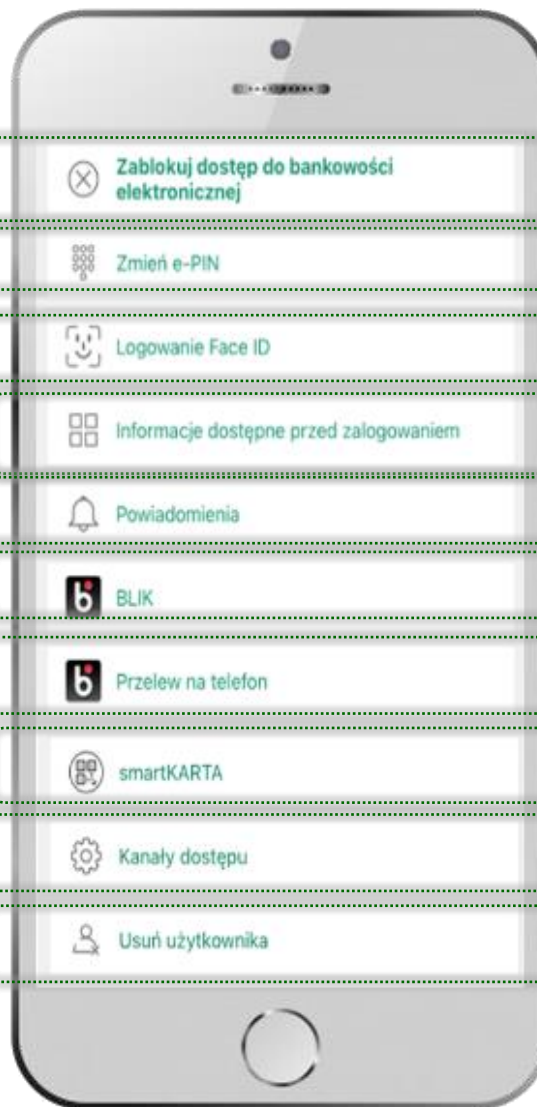 Zablokuj dostęp do bankowości
elektronicznej
Zmień e-PIN
Logowanie Face ID
Informacje dostępne przed zalogowaniem
Powiadomienia
BLIK
Przelew na telefon
smartKARTA
Kanały dostępu
Usuń użytkownika